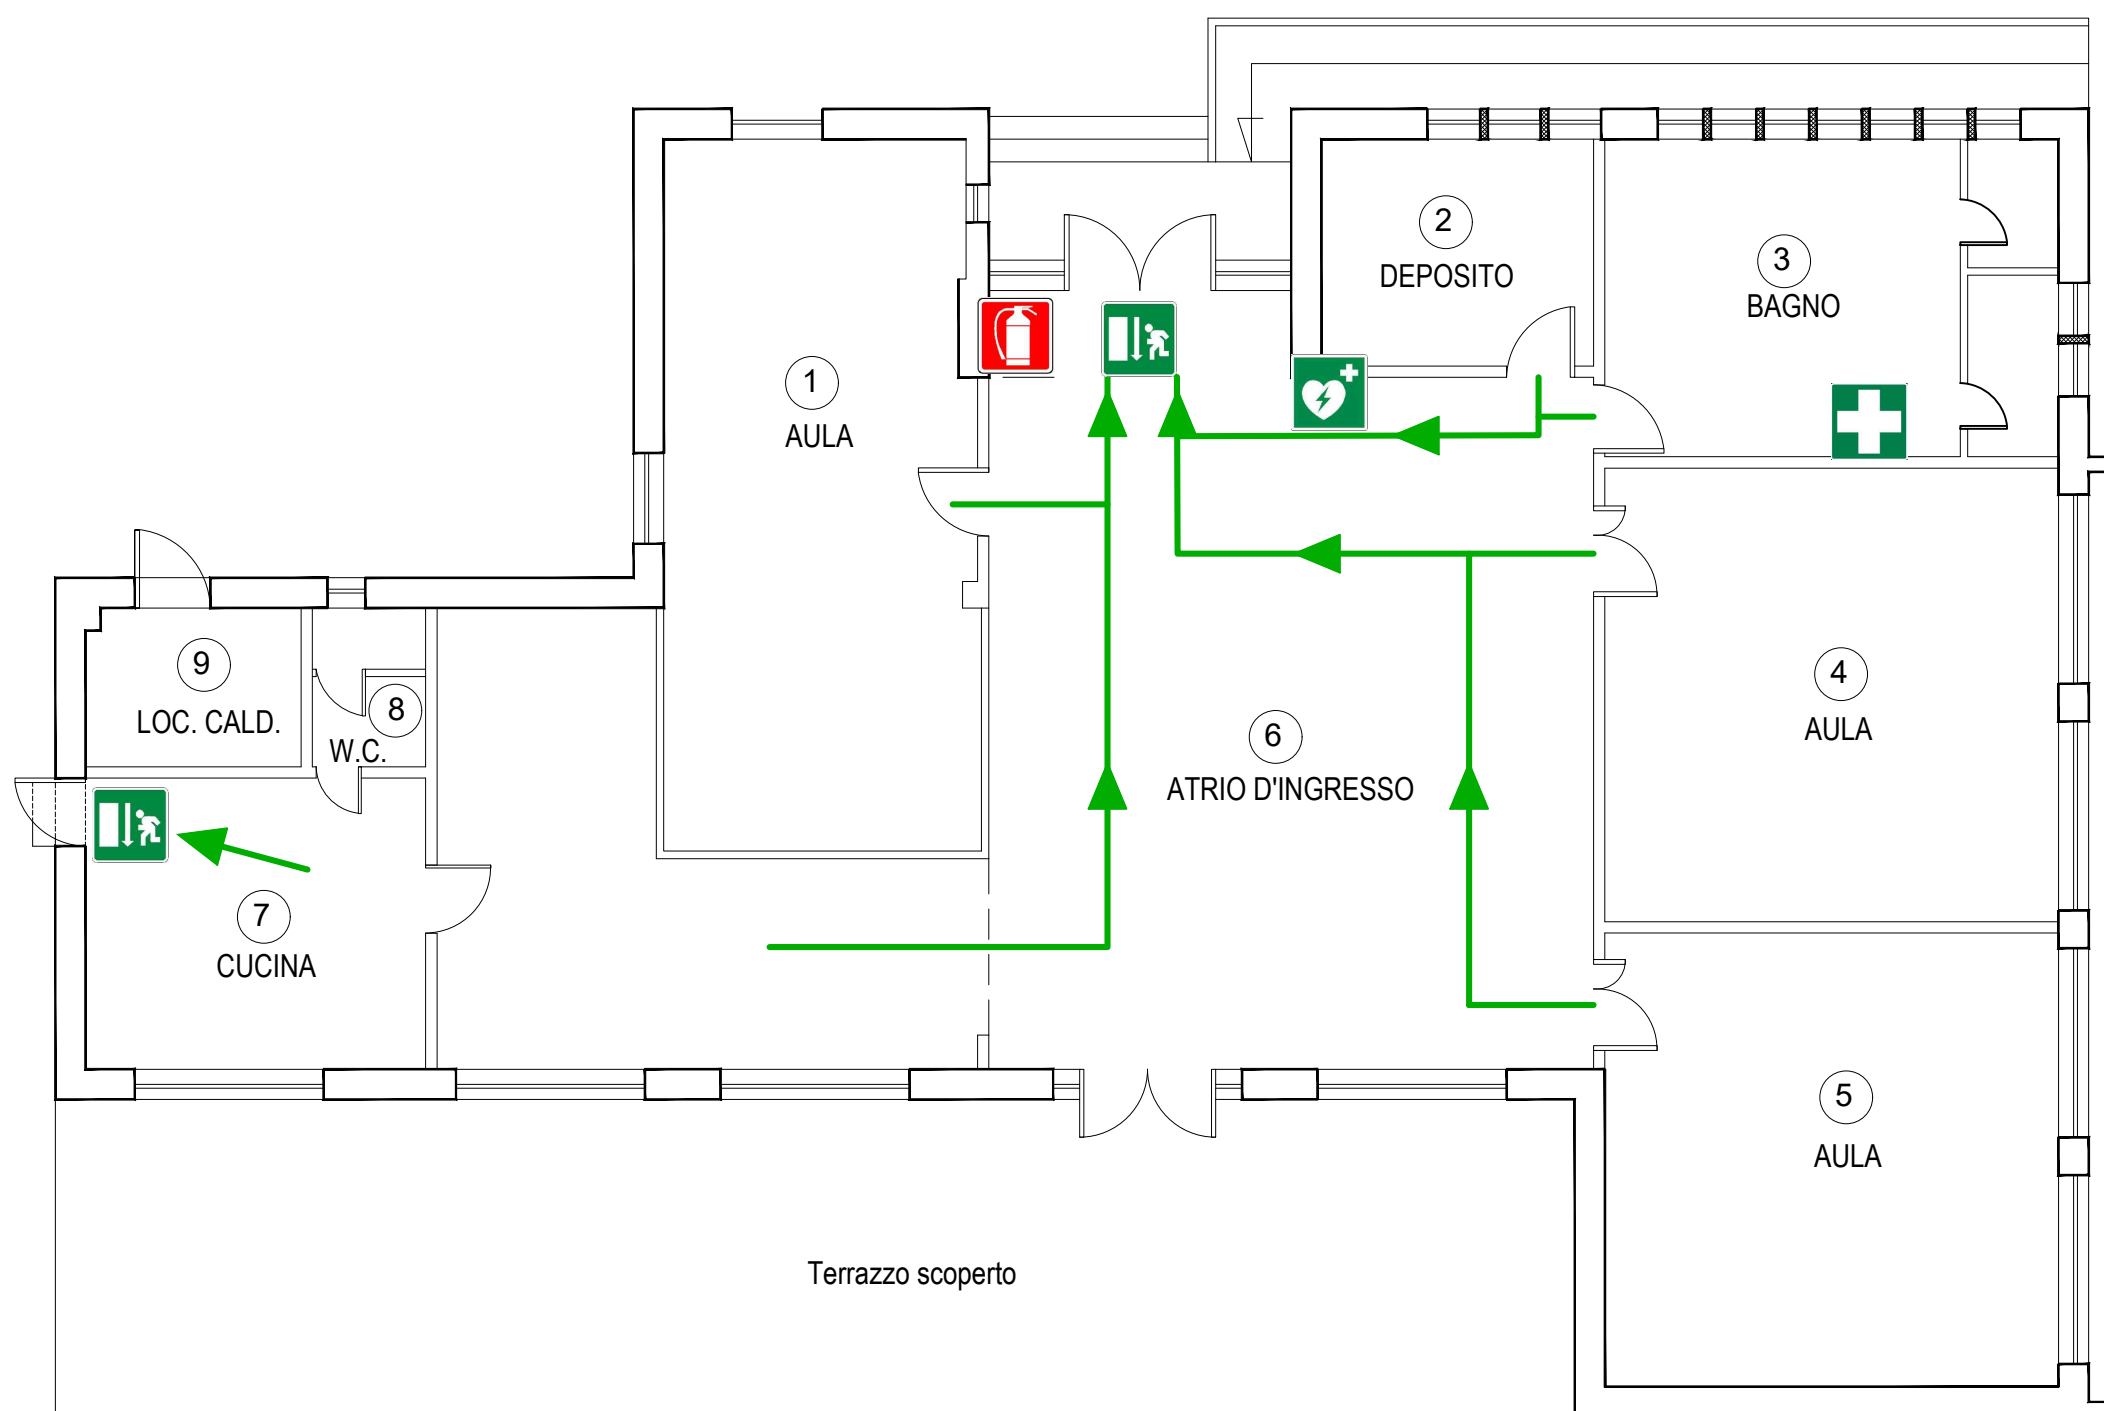 2
DEPOSITO
3
BAGNO
1
AULA
9
LOC. CALD.
8
W.C.
4
AULA
6
ATRIO D'INGRESSO
7
CUCINA
5
AULA
Terrazzo scoperto